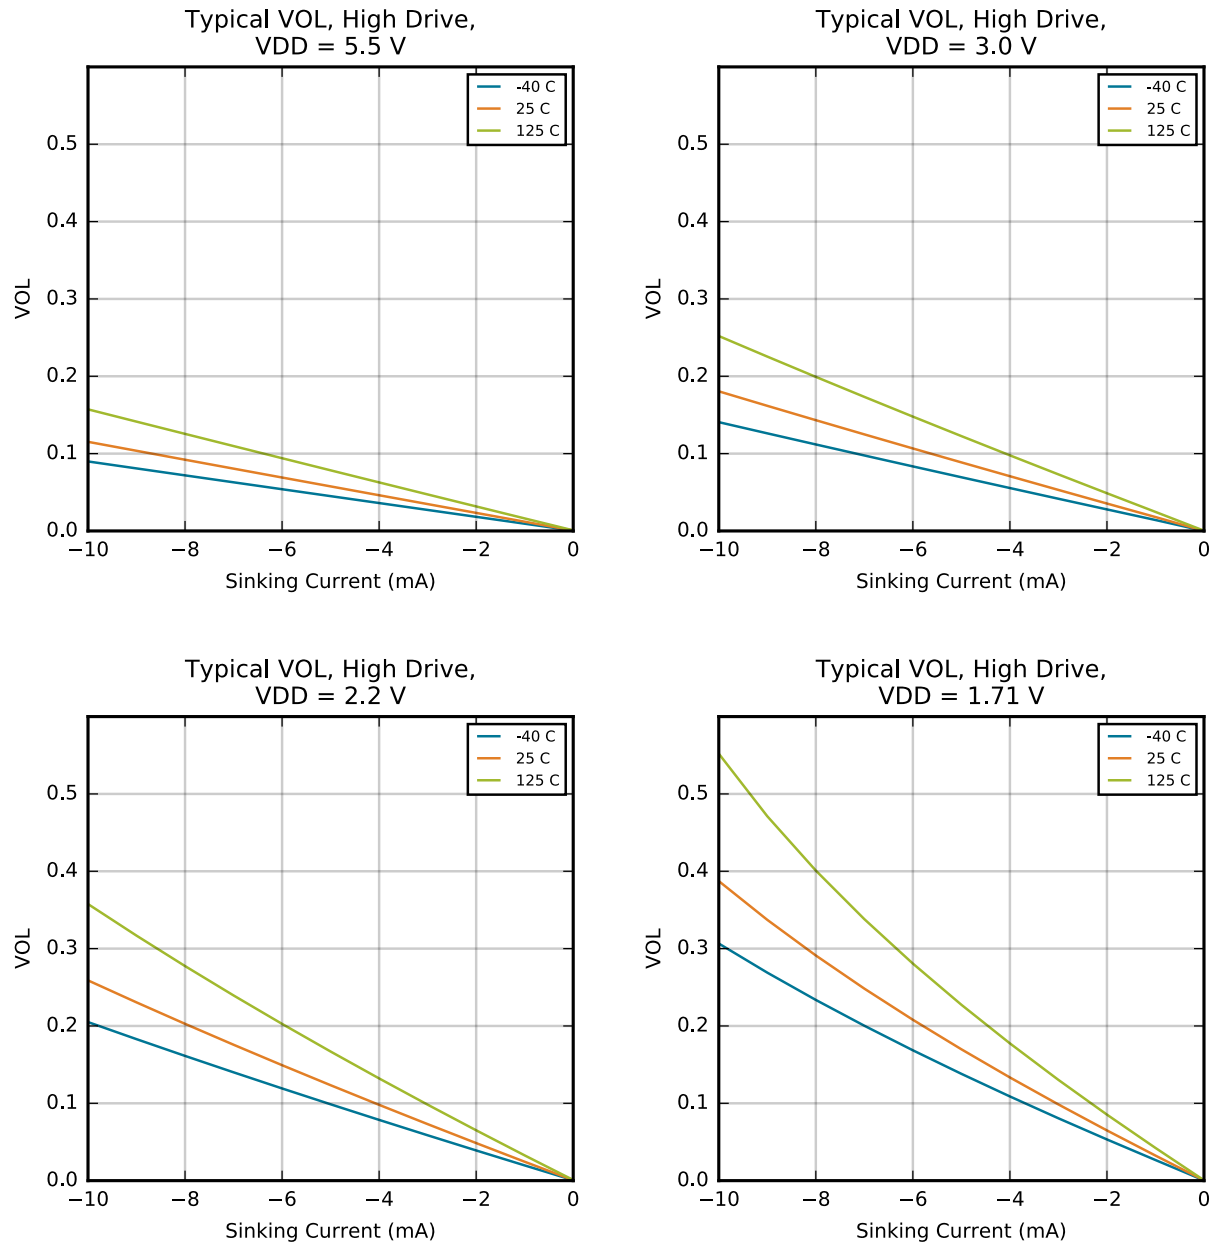 Typical VOL, High Drive,
VDD = 5.5 V
-40 C
25 C
125 C
0.5
0.4
0.3
0.2
0.1
0.0
VOL
−10 −8 −6 −4 −2 0
Sinking Current (mA)
Typical VOL, High Drive,
VDD = 3.0 V
-40 C
25 C
125 C
0.5
0.4
0.3
0.2
0.1
0.0
VOL
−10 −8 −6 −4 −2 0
Sinking Current (mA)
Typical VOL, High Drive,
VDD = 2.2 V
-40 C
25 C
125 C
0.5
0.4
0.3
0.2
0.1
0.0
VOL
−10 −8 −6 −4 −2 0
Sinking Current (mA)
Typical VOL, High Drive,
VDD = 1.71 V
-40 C
25 C
125 C
0.5
0.4
0.3
0.2
0.1
0.0
VOL
−10 −8 −6 −4 −2 0
Sinking Current (mA)